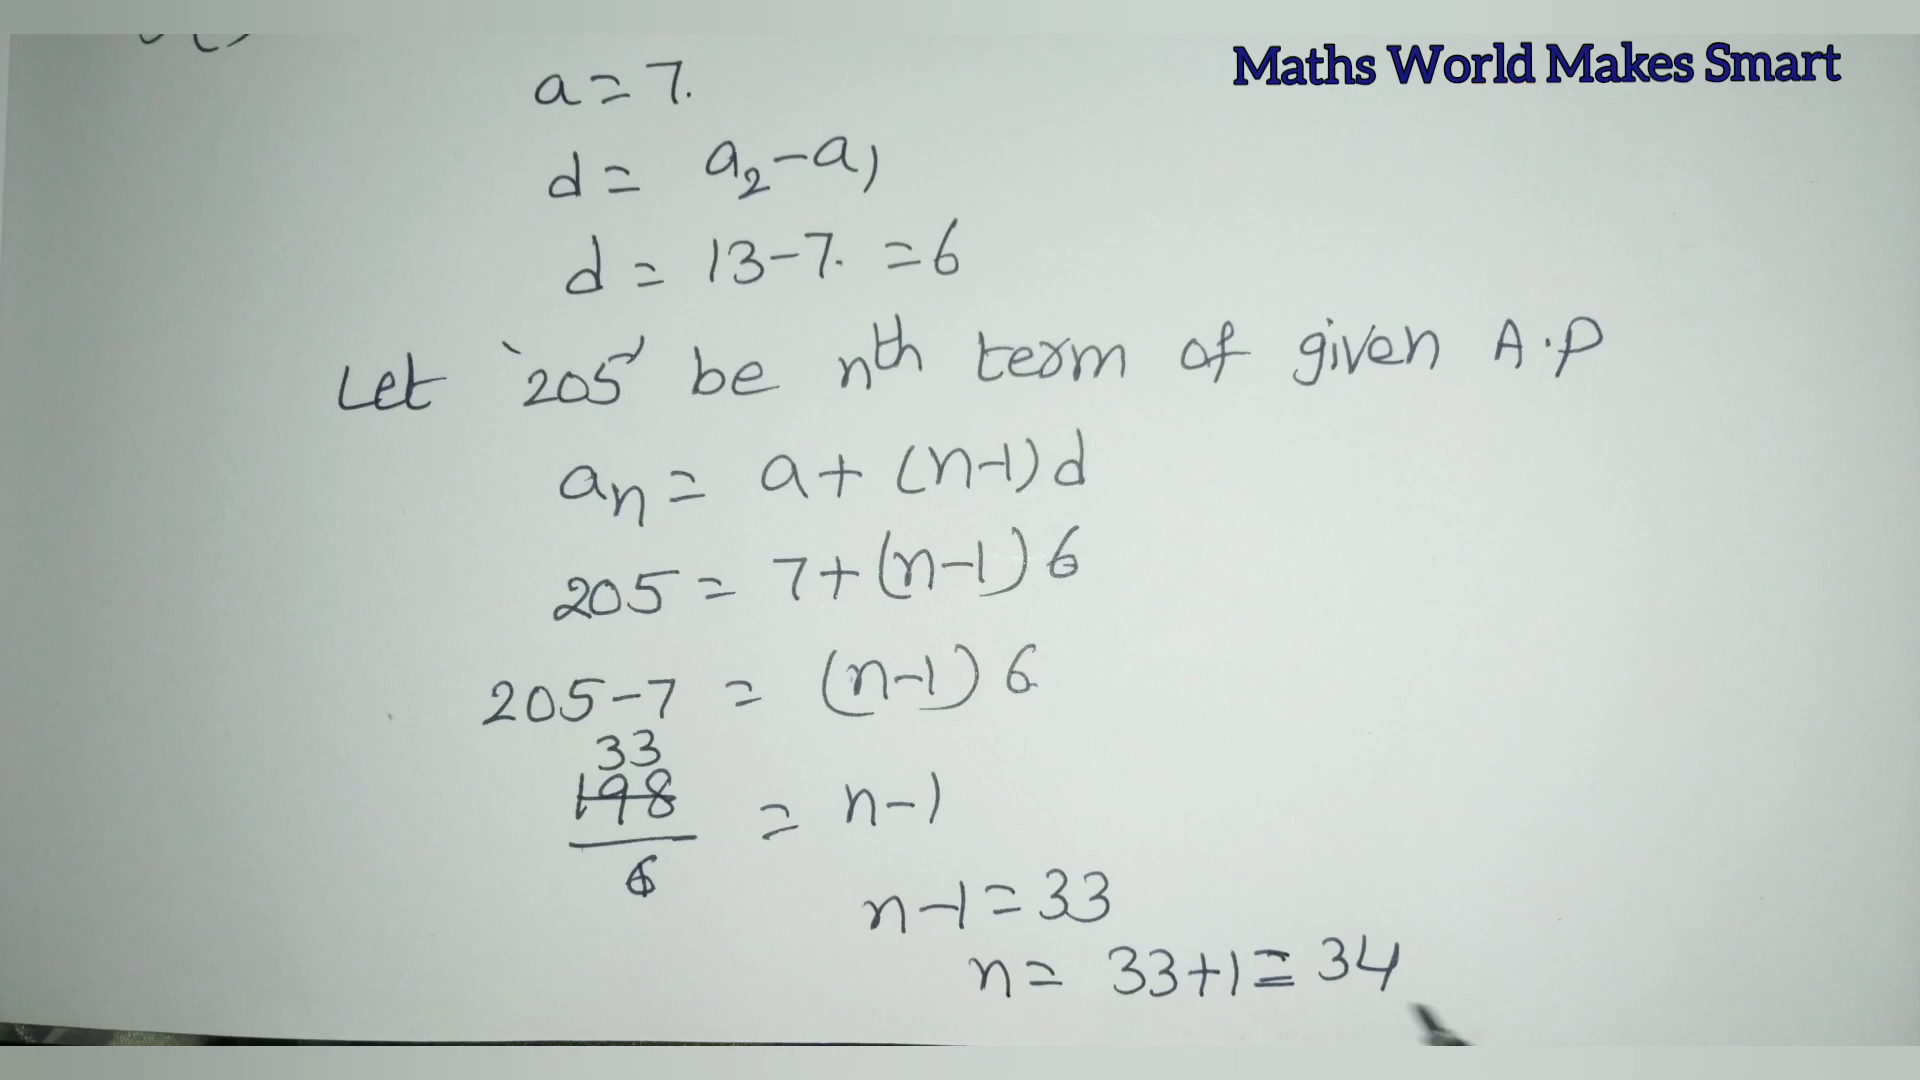 Maths World Makes Smart
a = 7.
d = a₂ - a₁
d = 13 - 7. = 6
Let '205' be nth term of given A.P
aₙ = a + (n-1) d
205 = 7 + (n-1) 6
205 - 7 = (n-1) 6
33
198
6
= n - 1
n - 1 = 33
n = 33 + 1 = 34